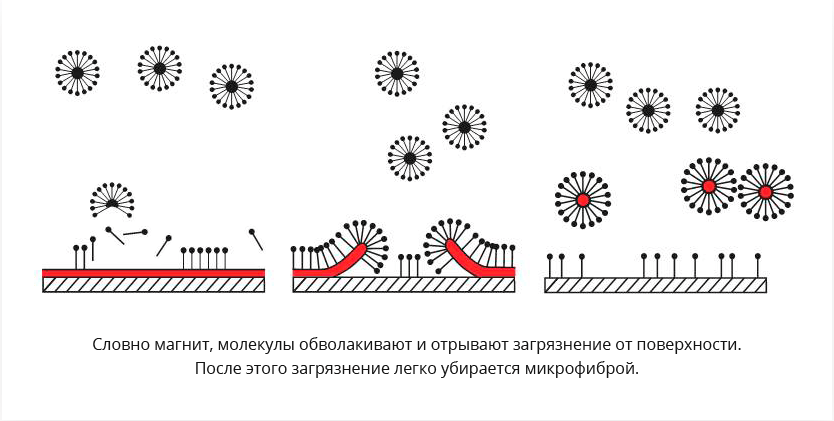 Словно магнит, молекулы обволакивают и отрывают загрязнение от поверхности.
После этого загрязнение легко убирается микрофиброй.